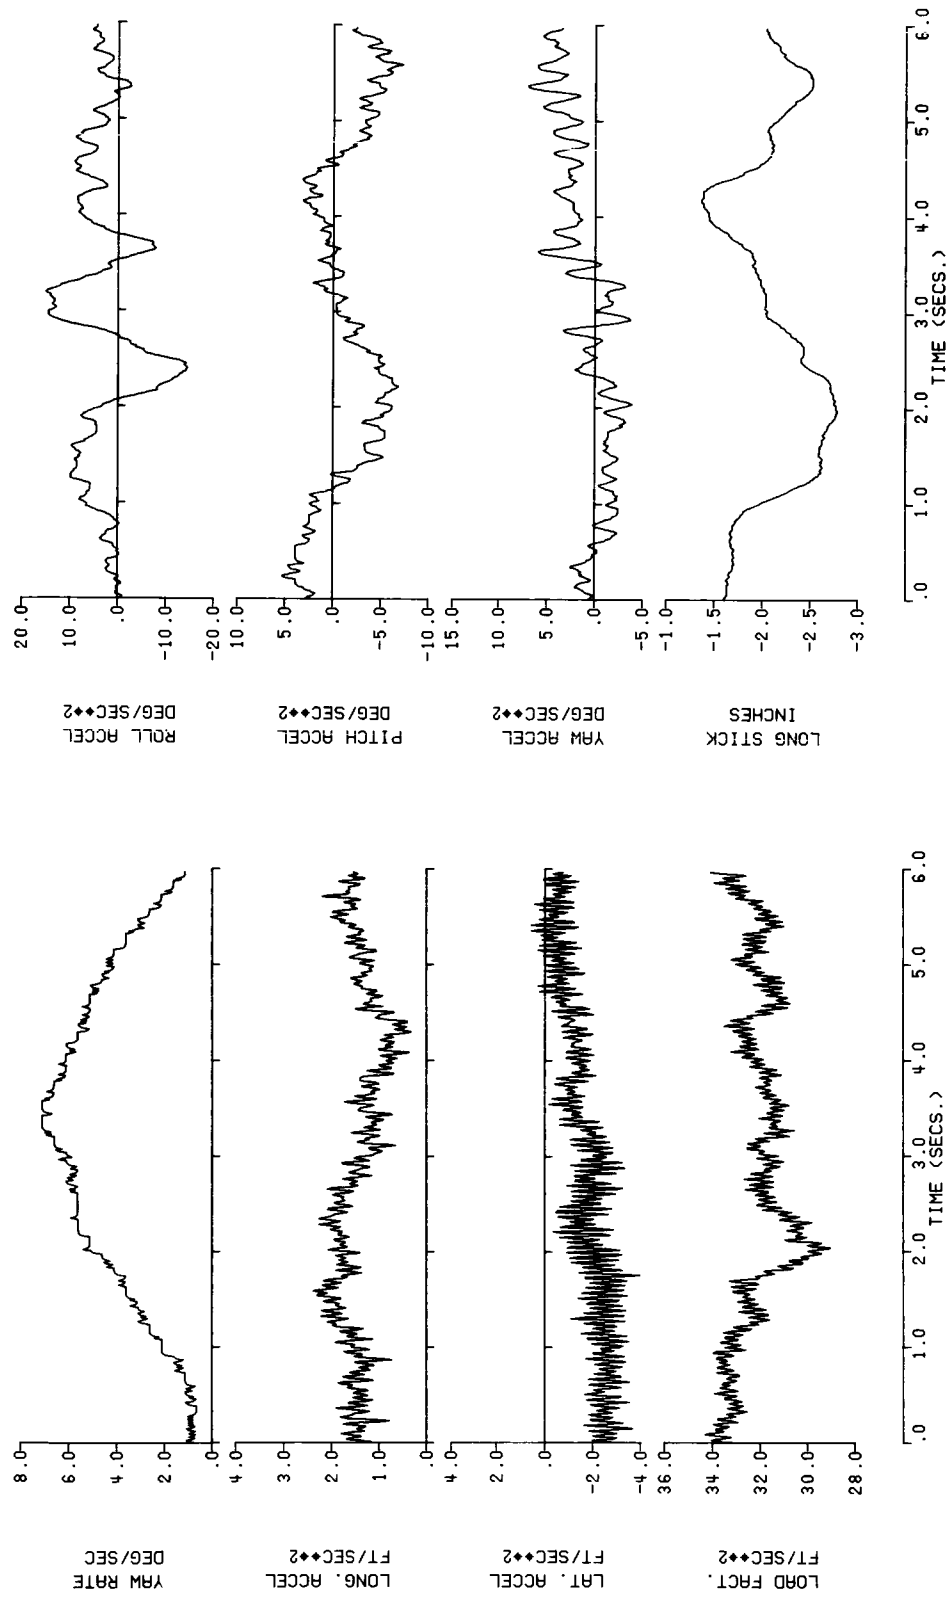 YAW RATE
DEG/SEC
8.0
6.0
4.0
2.0
.0
LONG. ACCEL
FT/SEC♦♦2
4.0
3.0
2.0
1.0
.0
LAT. ACCEL
FT/SEC♦♦2
4.0
2.0
.0
-2.0
-4.0
LOAD FACT.
FT/SEC♦♦2
36.0
34.0
32.0
30.0
28.0
.0 1.0 2.0 3.0 4.0 5.0 6.0
TIME (SECS.)
ROLL ACCEL
DEG/SEC♦♦2
20.0
10.0
.0
-10.0
-20.0
PITCH ACCEL
DEG/SEC♦♦2
10.0
5.0
.0
-5.0
-10.0
YAW ACCEL
DEG/SEC♦♦2
15.0
10.0
5.0
.0
-5.0
LONG STICK
INCHES
-1.0
-1.5
-2.0
-2.5
-3.0
.0 1.0 2.0 3.0 4.0 5.0 6.0
TIME (SECS.)